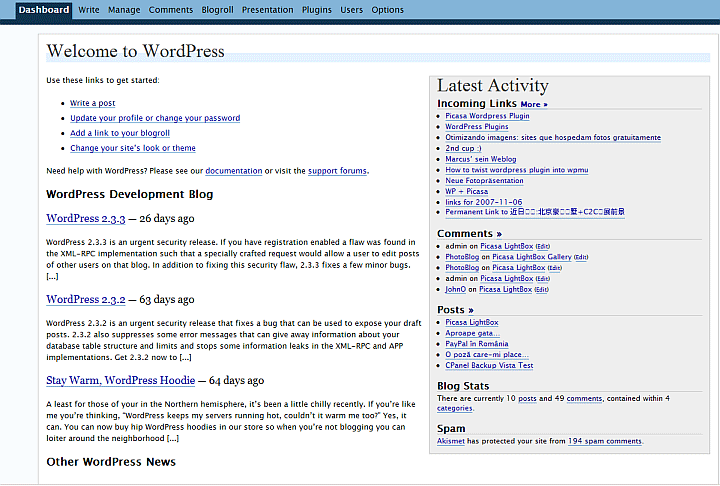 Dashboard Write Manage Comments Blogroll Presentation Plugins Users Options
Welcome to WordPress
Use these links to get started:
Write a post
Update your profile or change your password
Add a link to your blogroll
Change your site's look or theme
Need help with WordPress? Please see our documentation or visit the support forums.
WordPress Development Blog
WordPress 2.3.3 — 26 days ago
WordPress 2.3.3 is an urgent security release. If you have registration enabled a flaw was found in
the XML-RPC implementation such that a specially crafted request would allow a user to edit posts
of other users on that blog. In addition to fixing this security flaw, 2.3.3 fixes a few minor bugs.
[...]
WordPress 2.3.2 — 63 days ago
WordPress 2.3.2 is an urgent security release that fixes a bug that can be used to expose your draft
posts. 2.3.2 also suppresses some error messages that can give away information about your
database table structure and limits and stops some information leaks in the XML-RPC and APP
implementations. Get 2.3.2 now to [...]
Stay Warm, WordPress Hoodie — 64 days ago
A least for those of your in the Northern hemisphere, it's been a little chilly recently. If you're like
me you're thinking, "WordPress keeps my servers running hot, couldn't it warm me too?" Yes, it
can. You can now buy hip WordPress hoodies in our store so when you're not blogging you can
loiter around the neighborhood [...]
Other WordPress News
Latest Activity
Incoming Links More »
Picasa Wordpress Plugin
WordPress Plugins
Otimizando imagens: sites que hospedam fotos gratuitamente
2nd cup :)
Marcus' sein Weblog
How to twist wordpress plugin into wpmu
Neue Fotopräsentation
WP + Picasa
links for 2007-11-06
Permanent Link to 近日□□:北京豪□□墅+C2C□展前景
Comments »
admin on Picasa LightBox (Edit)
PhotoBlog on Picasa LightBox Gallery (Edit)
PhotoBlog on Picasa LightBox (Edit)
admin on Picasa LightBox (Edit)
JohnO on Picasa LightBox (Edit)
Posts »
Picasa LightBox
Aproape gata...
PayPal în România
O poză care-mi place...
CPanel Backup Vista Test
Blog Stats
There are currently 10 posts and 49 comments, contained within 4
categories.
Spam
Akismet has protected your site from 194 spam comments.